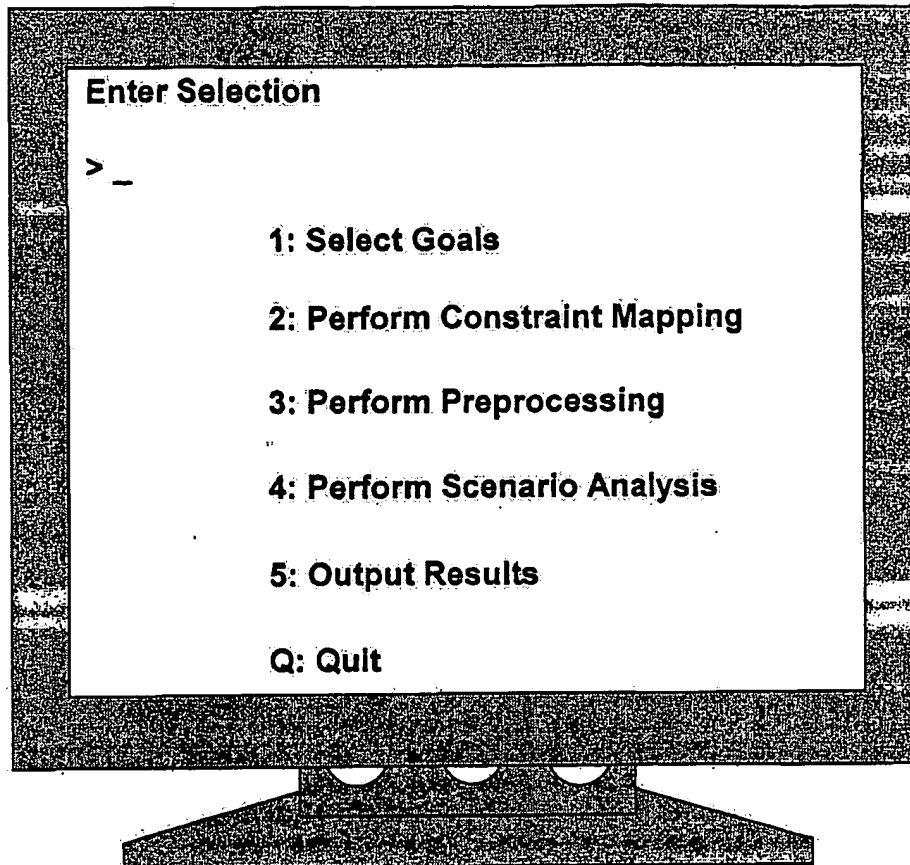 Enter Selection
> _
1: Select Goals
2: Perform Constraint Mapping
3: Perform Preprocessing
4: Perform Scenario Analysis
5: Output Results
Q: Quit